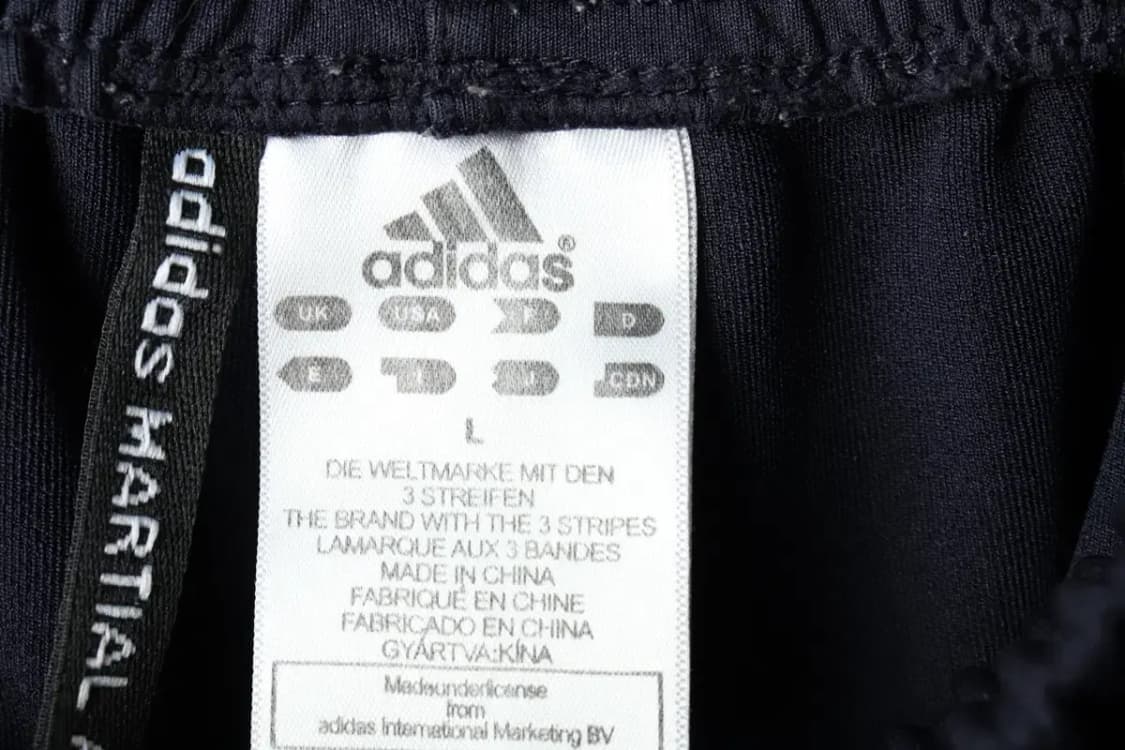 adidas MARTIAL A
adidas®
UK USA F D
E I J CDN
L
DIE WELTMARKE MIT DEN
3 STREIFEN
THE BRAND WITH THE 3 STRIPES
LAMARQUE AUX 3 BANDES
MADE IN CHINA
FABRIQUÉ EN CHINE
FABRICADO EN CHINA
GYÁRTVA:KÍNA
Madeunderlicense
from
adidas International Marketing BV